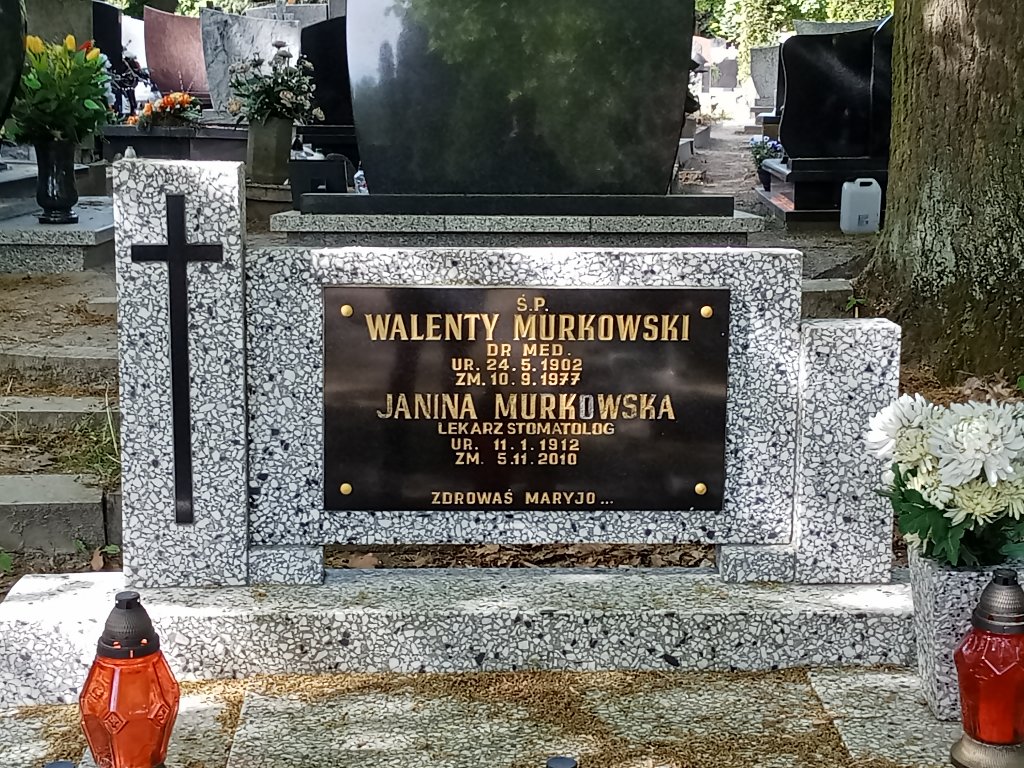 Ś.P.
WALENTY MURKOWSKI
DR MED.
UR. 24.5.1902
ZM. 10.9.1977
JANINA MURKOWSKA
LEKARZ STOMATOLOG
UR. 11.1.1912
ZM. 5.11.2010
ZDROWAŚ MARYJO...